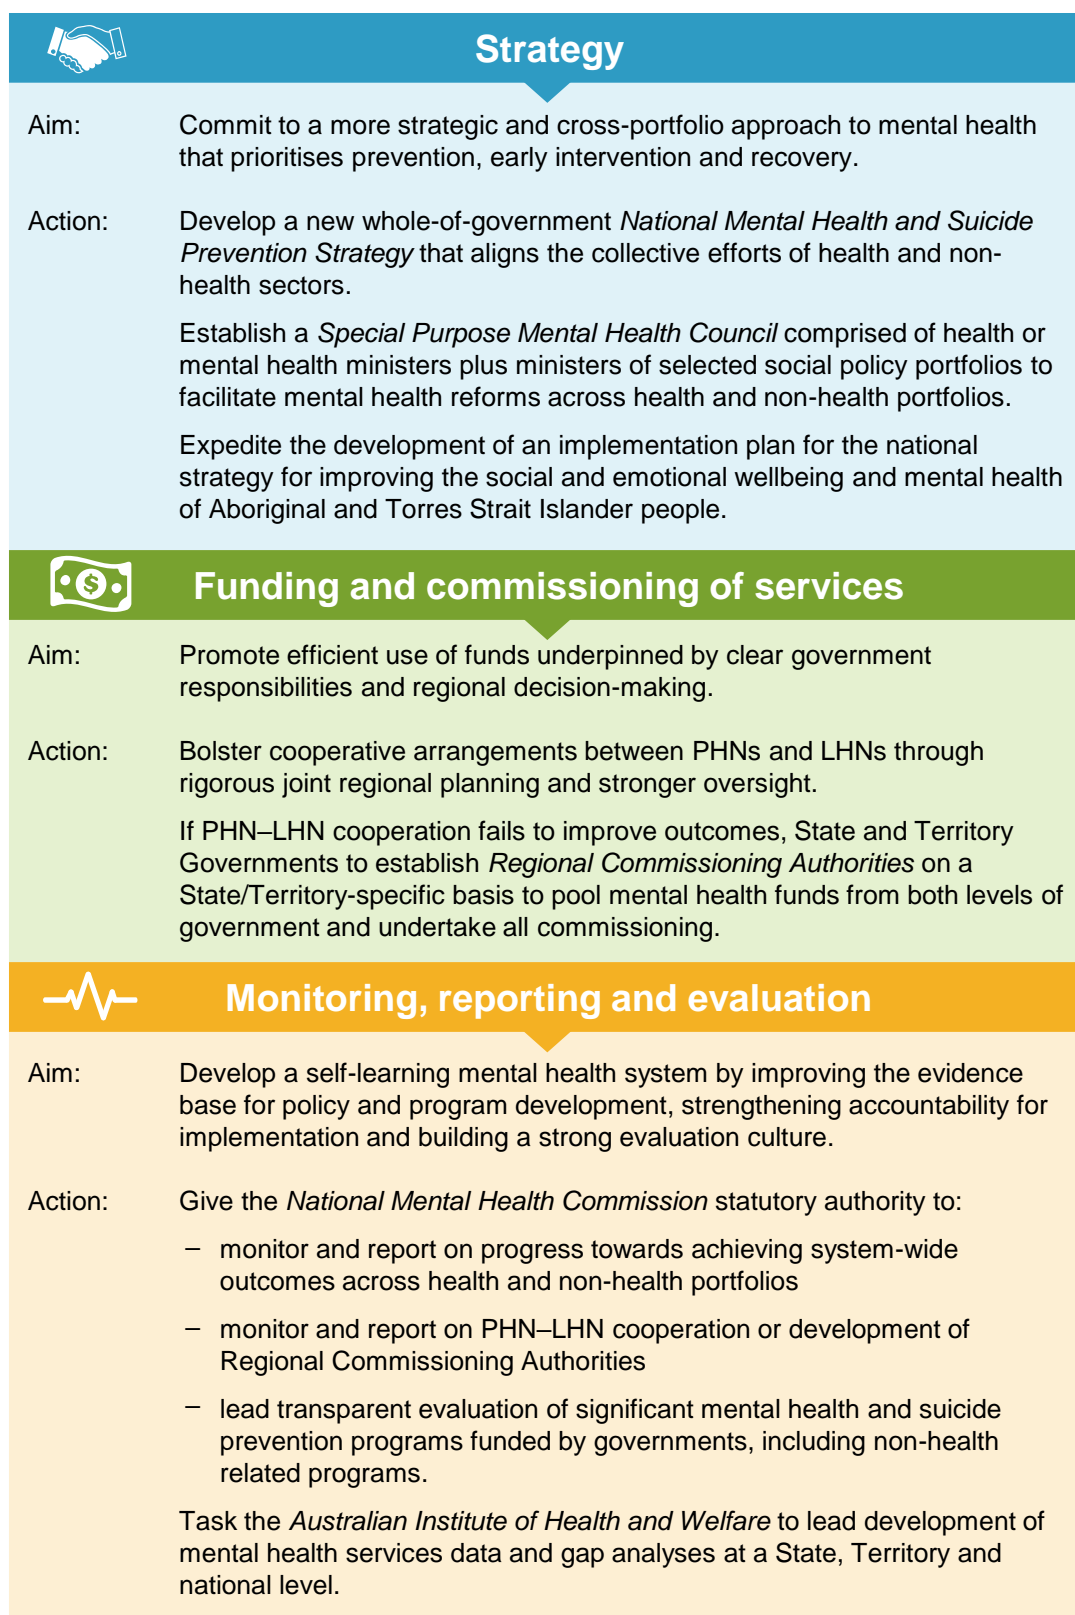 Strategy
Aim:
Commit to a more strategic and cross-portfolio approach to mental health
that prioritises prevention, early intervention and recovery.
Action:
Develop a new whole-of-government National Mental Health and Suicide
Prevention Strategy that aligns the collective efforts of health and non-
health sectors.
Establish a Special Purpose Mental Health Council comprised of health or
mental health ministers plus ministers of selected social policy portfolios to
facilitate mental health reforms across health and non-health portfolios.
Expedite the development of an implementation plan for the national
strategy for improving the social and emotional wellbeing and mental health
of Aboriginal and Torres Strait Islander people.
$
Funding and commissioning of services
Aim:
Promote efficient use of funds underpinned by clear government
responsibilities and regional decision-making.
Action:
Bolster cooperative arrangements between PHNs and LHNs through
rigorous joint regional planning and stronger oversight.
If PHN–LHN cooperation fails to improve outcomes, State and Territory
Governments to establish Regional Commissioning Authorities on a
State/Territory-specific basis to pool mental health funds from both levels of
government and undertake all commissioning.
Monitoring, reporting and evaluation
Aim:
Develop a self-learning mental health system by improving the evidence
base for policy and program development, strengthening accountability for
implementation and building a strong evaluation culture.
Action:
Give the National Mental Health Commission statutory authority to:
– monitor and report on progress towards achieving system-wide
outcomes across health and non-health portfolios
– monitor and report on PHN–LHN cooperation or development of
Regional Commissioning Authorities
– lead transparent evaluation of significant mental health and suicide
prevention programs funded by governments, including non-health
related programs.
Task the Australian Institute of Health and Welfare to lead development of
mental health services data and gap analyses at a State, Territory and
national level.